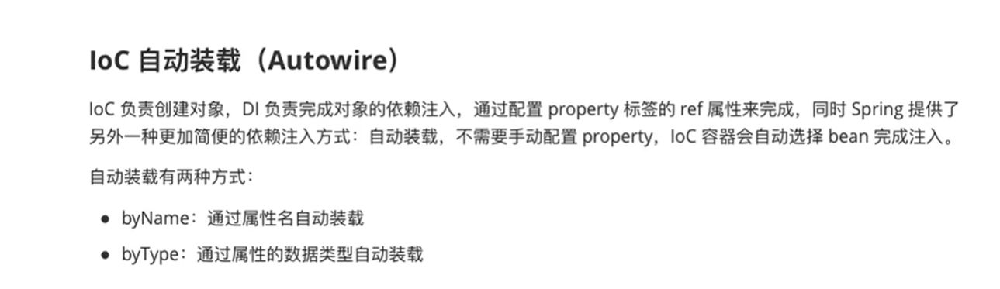 IoC 自动装载（Autowire）
IoC 负责创建对象，DI 负责完成对象的依赖注入，通过配置 property 标签的 ref 属性来完成，同时 Spring 提供了
另外一种更加简便的依赖注入方式：自动装载，不需要手动配置 property，IoC 容器会自动选择 bean 完成注入。
自动装载有两种方式：
● byName：通过属性名自动装载
● byType：通过属性的数据类型自动装载